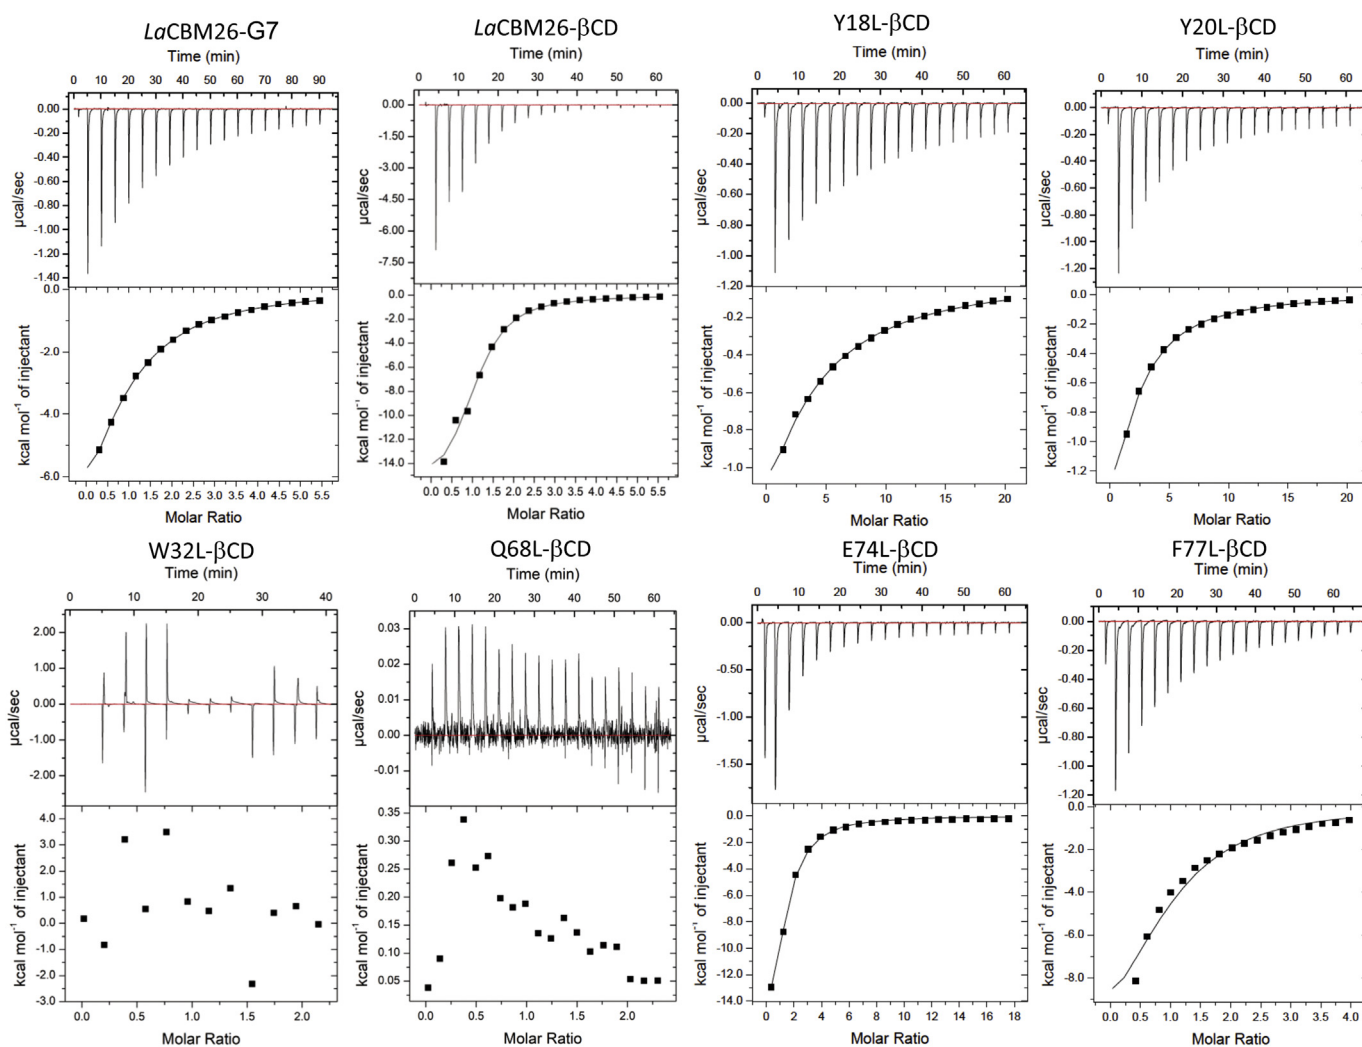 LaCBM26-G7
Time (min)
0 10 20 30 40 50 60 70 80 90
0.00
-0.20
-0.40
-0.60
-0.80
-1.00
-1.20
-1.40
µcal/sec
0.0
-2.0
-4.0
-6.0
kcal mol⁻¹ of injectant
0.0 0.5 1.0 1.5 2.0 2.5 3.0 3.5 4.0 4.5 5.0 5.5
Molar Ratio
LaCBM26-βCD
Time (min)
0 10 20 30 40 50 60
0.00
-1.50
-3.00
-4.50
-6.00
-7.50
µcal/sec
0.0
-2.0
-4.0
-6.0
-8.0
-10.0
-12.0
-14.0
kcal mol⁻¹ of injectant
0.0 0.5 1.0 1.5 2.0 2.5 3.0 3.5 4.0 4.5 5.0 5.5
Molar Ratio
Y18L-βCD
Time (min)
0 10 20 30 40 50 60
0.00
-0.20
-0.40
-0.60
-0.80
-1.00
-1.20
µcal/sec
-0.2
-0.4
-0.6
-0.8
-1.0
kcal mol⁻¹ of injectant
0 5 10 15 20
Molar Ratio
Y20L-βCD
Time (min)
0 10 20 30 40 50 60
0.00
-0.20
-0.40
-0.60
-0.80
-1.00
-1.20
µcal/sec
0.0
-0.2
-0.4
-0.6
-0.8
-1.0
-1.2
kcal mol⁻¹ of injectant
0 5 10 15 20
Molar Ratio
W32L-βCD
Time (min)
0 10 20 30 40
2.00
1.00
0.00
-1.00
-2.00
µcal/sec
4.0
3.0
2.0
1.0
0.0
-1.0
-2.0
-3.0
kcal mol⁻¹ of injectant
0.0 0.5 1.0 1.5 2.0
Molar Ratio
Q68L-βCD
Time (min)
0 10 20 30 40 50 60
0.03
0.02
0.01
0.00
-0.01
µcal/sec
0.35
0.30
0.25
0.20
0.15
0.10
0.05
kcal mol⁻¹ of injectant
0.0 0.5 1.0 1.5 2.0
Molar Ratio
E74L-βCD
Time (min)
0 10 20 30 40 50 60
0.00
-0.50
-1.00
-1.50
µcal/sec
0.0
-2.0
-4.0
-6.0
-8.0
-10.0
-12.0
-14.0
kcal mol⁻¹ of injectant
0 2 4 6 8 10 12 14 16 18
Molar Ratio
F77L-βCD
Time (min)
0 10 20 30 40 50 60
0.00
-0.20
-0.40
-0.60
-0.80
-1.00
-1.20
µcal/sec
0.0
-2.0
-4.0
-6.0
-8.0
kcal mol⁻¹ of injectant
0.0 0.5 1.0 1.5 2.0 2.5 3.0 3.5 4.0
Molar Ratio